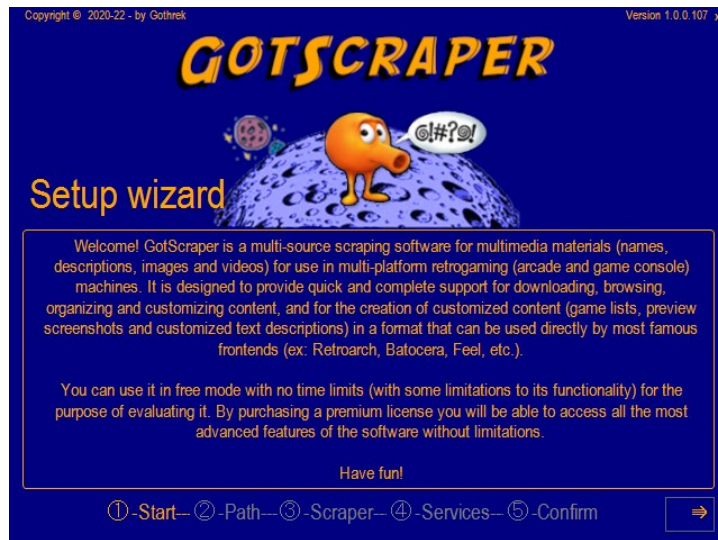 Copyright © 2020-22 - by Gothrek
Version 1.0.0.107 x
GOTSCRAPER
@!#?@!
Setup wizard
Welcome! GotScraper is a multi-source scraping software for multimedia materials (names,
descriptions, images and videos) for use in multi-platform retrogaming (arcade and game console)
machines. It is designed to provide quick and complete support for downloading, browsing,
organizing and customizing content, and for the creation of customized content (game lists, preview
screenshots and customized text descriptions) in a format that can be used directly by most famous
frontends (ex: Retroarch, Batocera, Feel, etc.).
You can use it in free mode with no time limits (with some limitations to its functionality) for the
purpose of evaluating it. By purchasing a premium license you will be able to access all the most
advanced features of the software without limitations.
Have fun!
①-Start---②-Path---③-Scraper---④-Services---⑤-Confirm ⇒